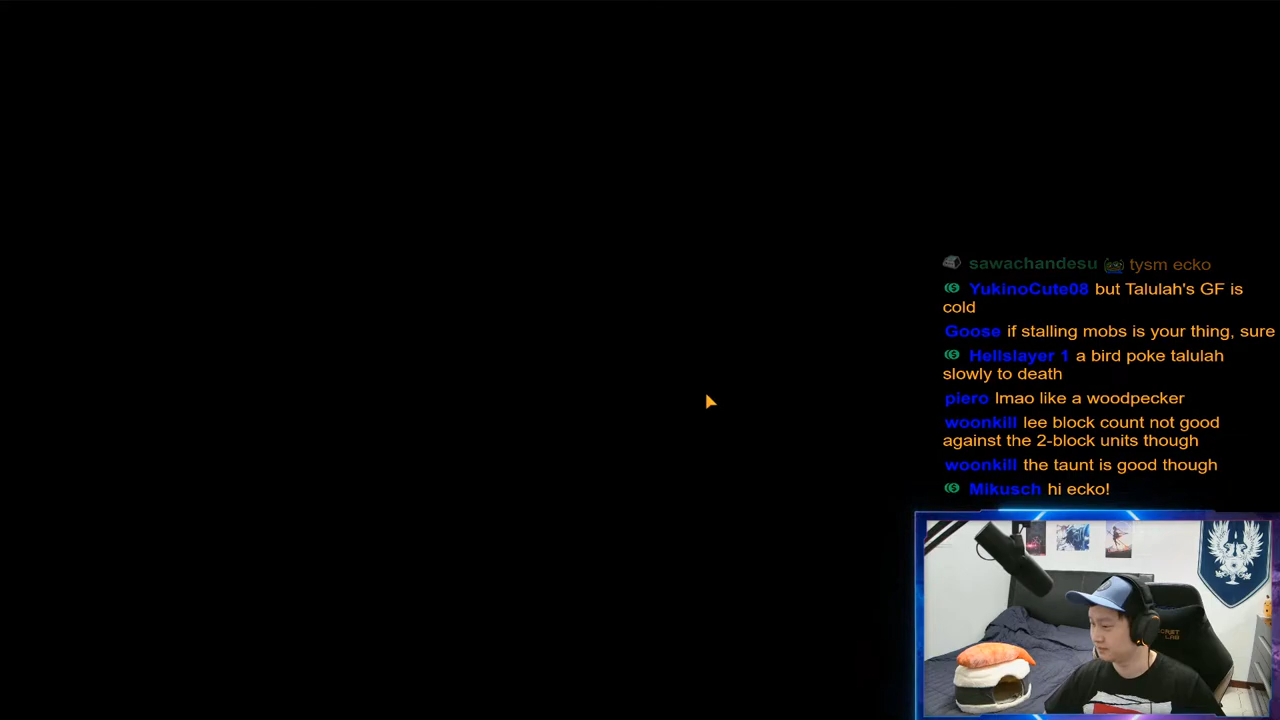 sawachandesu tysm ecko
YukinoCute08 but Talulah's GF is
cold
Goose if stalling mobs is your thing, sure
Hellslayer 1 a bird poke talulah
slowly to death
piero lmao like a woodpecker
woonkill lee block count not good
against the 2-block units though
woonkill the taunt is good though
Mikusch hi ecko!